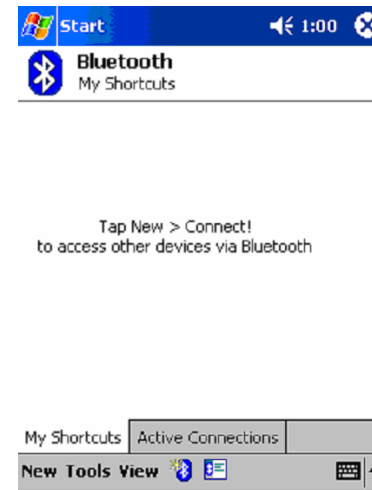 Start 1:00
Bluetooth
My Shortcuts
Tap New > Connect!
to access other devices via Bluetooth
My Shortcuts Active Connections
New Tools View